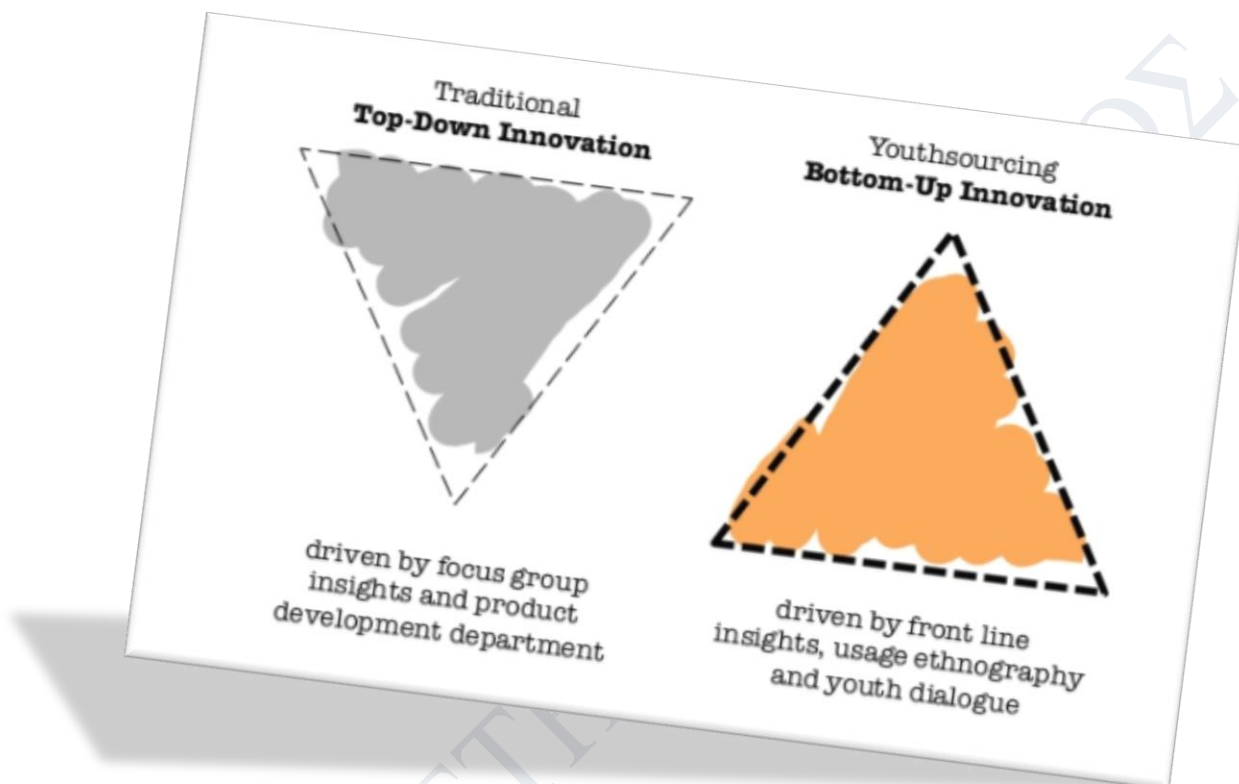 Traditional
Top-Down Innovation
driven by focus group
insights and product
development department
Youthsourcing
Bottom-Up Innovation
driven by front line
insights, usage ethnography
and youth dialogue